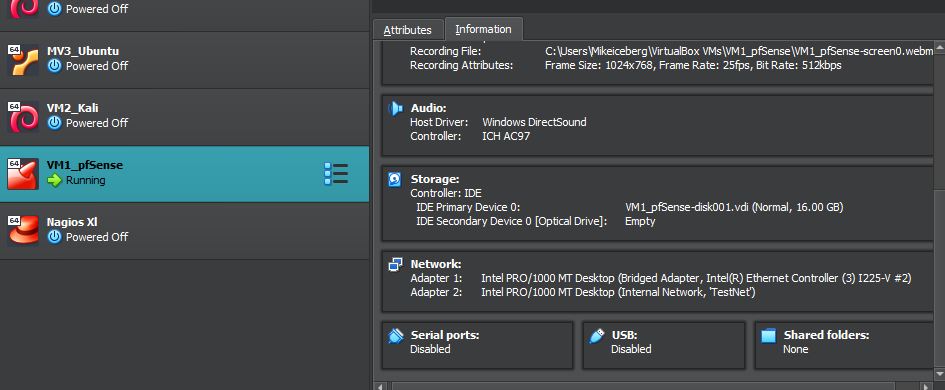 Powered Off
64
MV3_Ubuntu
Powered Off
64
VM2_Kali
Powered Off
64
VM1_pfSense
Running
64
Nagios Xl
Powered Off
Attributes
Information
Recording File: C:\Users\Mikeiceberg\VirtualBox VMs\VM1_pfSense\VM1_pfSense-screen0.webm
Recording Attributes: Frame Size: 1024x768, Frame Rate: 25fps, Bit Rate: 512kbps
Audio:
Host Driver: Windows DirectSound
Controller: ICH AC97
Storage:
Controller: IDE
IDE Primary Device 0: VM1_pfSense-disk001.vdi (Normal, 16.00 GB)
IDE Secondary Device 0 [Optical Drive]: Empty
Network:
Adapter 1: Intel PRO/1000 MT Desktop (Bridged Adapter, Intel(R) Ethernet Controller (3) I225-V #2)
Adapter 2: Intel PRO/1000 MT Desktop (Internal Network, 'TestNet')
Serial ports:
Disabled
USB:
Disabled
Shared folders:
None